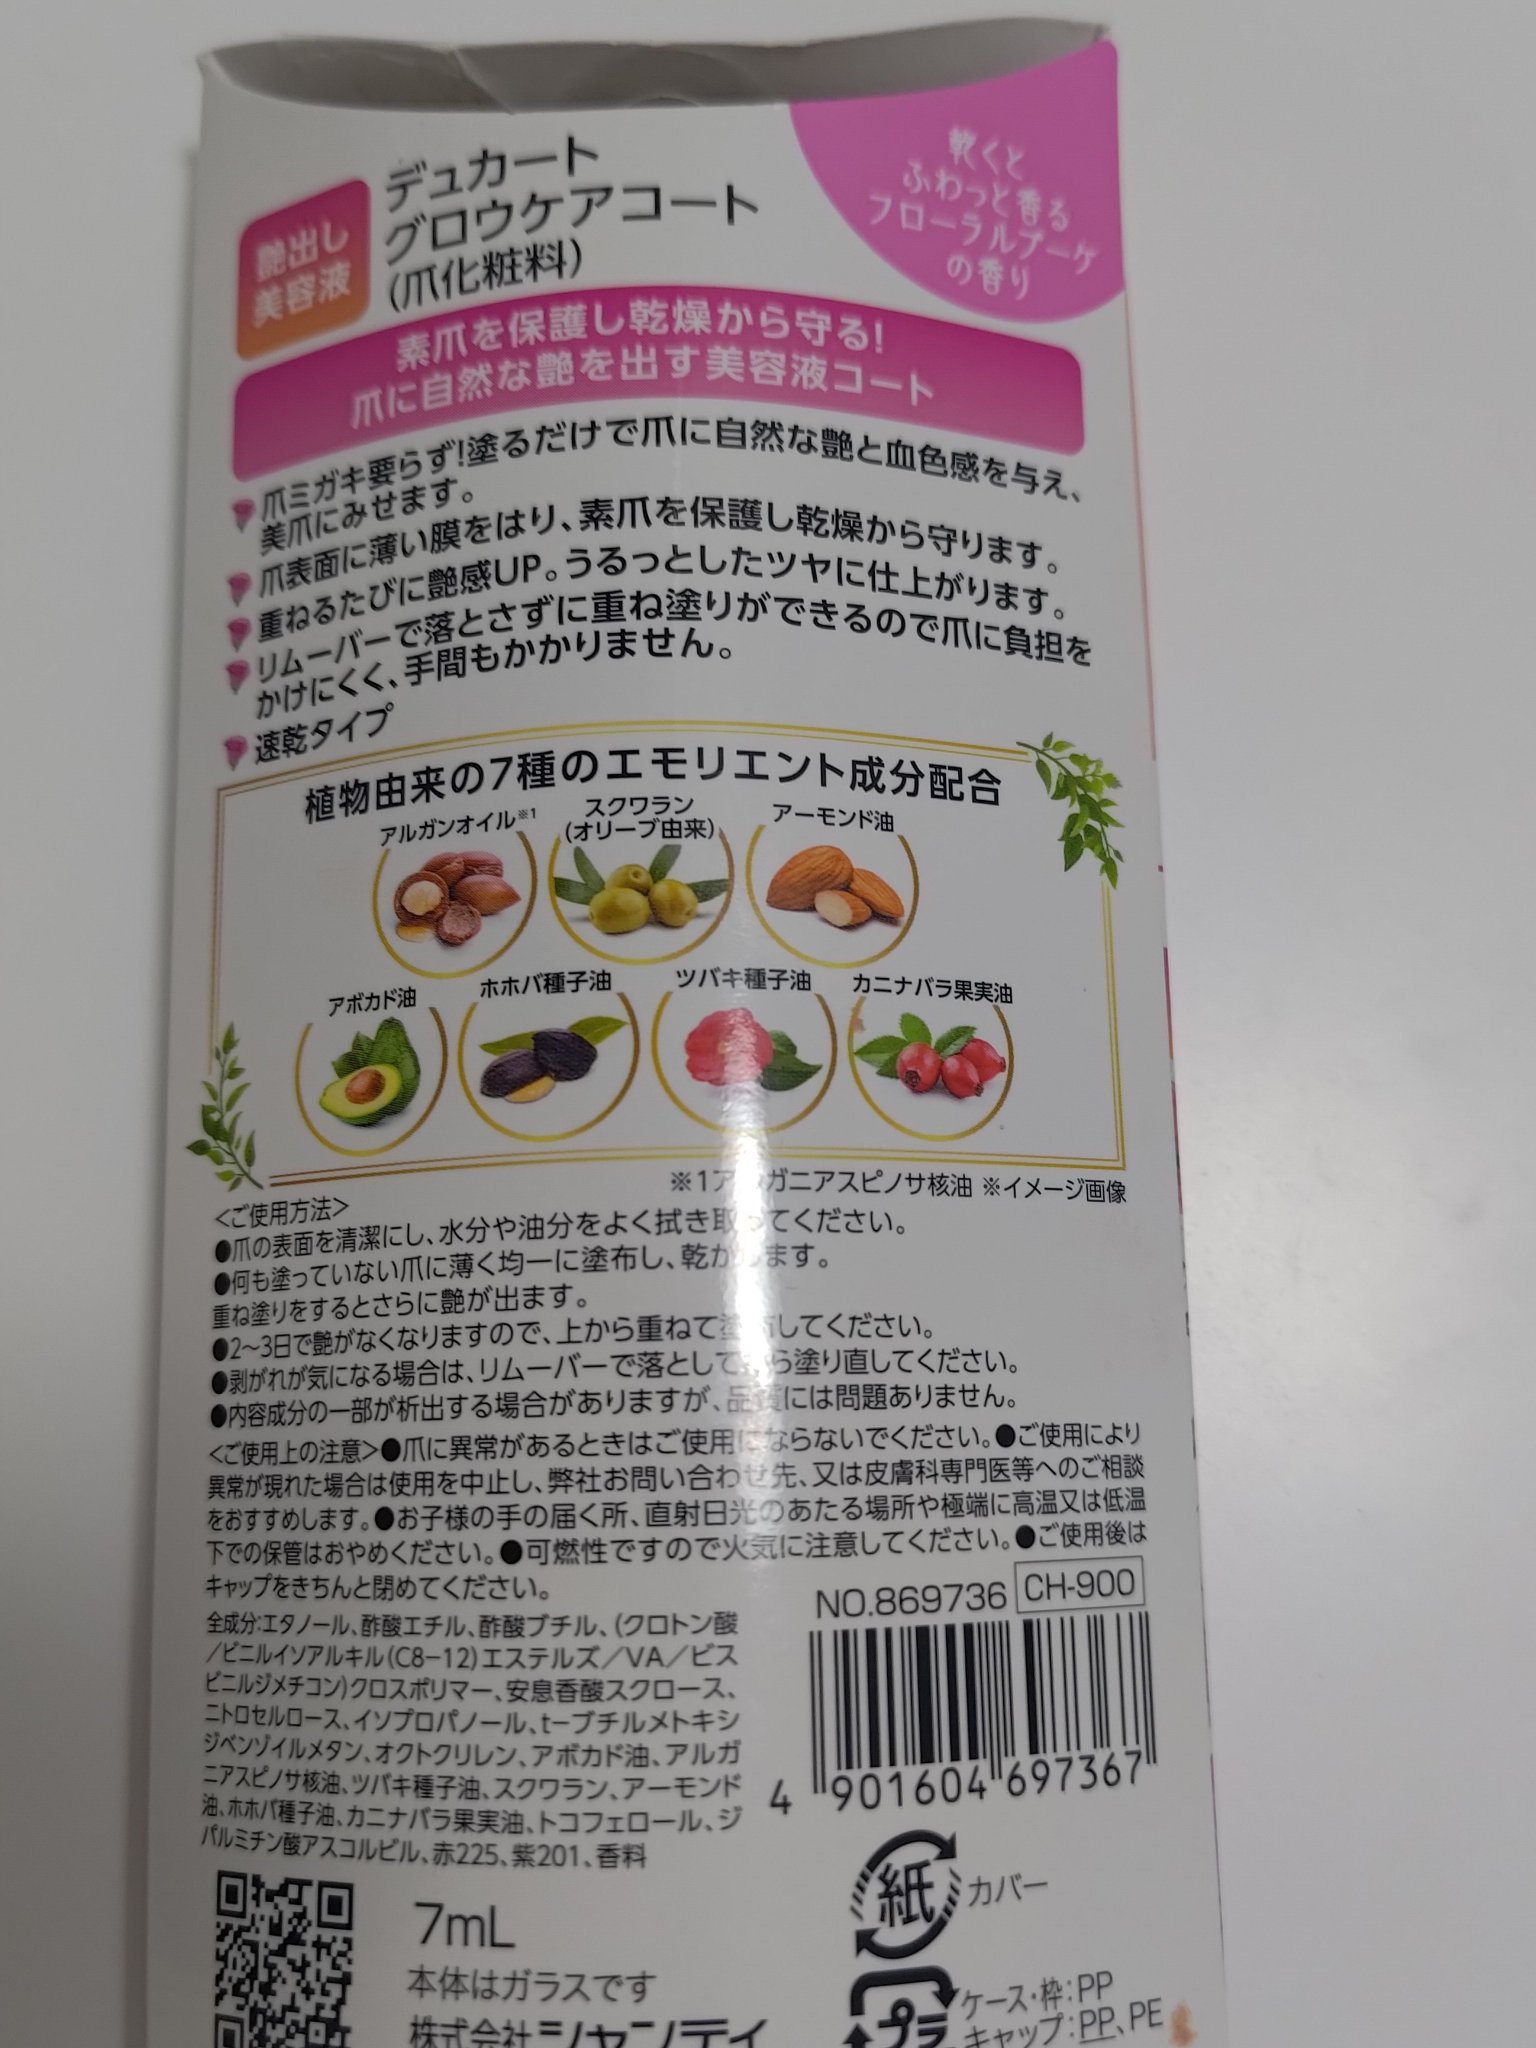 乾くと
ふわっと香る
フローラルブーケ
の香り
艶出し
美容液
デュカート
グロウケアコート
(爪化粧料)
素爪を保護し乾燥から守る!
爪に自然な艶を出す美容液コート
爪ミガキ要らず!塗るだけで爪に自然な艶と血色感を与え、
美爪にみせます。
爪表面に薄い膜をはり、素爪を保護し乾燥から守ります。
重ねるたびに艶感UP。うるっとしたツヤに仕上がります。
リムーバーで落とさずに重ね塗りができるので爪に負担を
かけにくく、手間もかかりません。
速乾タイプ
植物由来の7種のエモリエント成分配合
アルガンオイル※1
スクワラン
(オリーブ由来)
アーモンド油
アボカド油
ホホバ種子油
ツバキ種子油
カニナバラ果実油
※1ア ガニアスピノサ核油 ※イメージ画像
<ご使用方法>
●爪の表面を清潔にし、水分や油分をよく拭き取ってください。
●何も塗っていない爪に薄く均一に塗布し、乾かします。
重ね塗りをするとさらに艶が出ます。
●2~3日で艶がなくなりますので、上から重ねて塗布してください。
●剥がれが気になる場合は、リムーバーで落としてから塗り直してください。
●内容成分の一部が析出する場合がありますが、品質には問題ありません。
<ご使用上の注意>●爪に異常があるときはご使用にならないでください。●ご使用により
異常が現れた場合は使用を中止し、弊社お問い合わせ先、又は皮膚科専門医等へのご相談
をおすすめします。●お子様の手の届く所、直射日光のあたる場所や極端に高温又は低温
下での保管はおやめください。●可燃性ですので火気に注意してください。●ご使用後は
キャップをきちんと閉めてください。
NO.869736 CH-900
全成分:エタノール、酢酸エチル、酢酸ブチル、(クロトン酸
/ビニルイソアルキル(C8-12)エステルズ/VA/ビス
ビニルジメチコン)クロスポリマー、安息香酸スクロース、
ニトロセルロース、イソプロパノール、t-ブチルメトキシ
ジベンゾイルメタン、オクトクリレン、アボカド油、アルガ
ニアスピノサ核油、ツバキ種子油、スクワラン、アーモンド
油、ホホバ種子油、カニナバラ果実油、トコフェロール、ジ
パルミチン酸アスコルビル、赤225、紫201、香料
4 901604 697367
紙 カバー
7mL
本体はガラスです
株式会社 シャンティ
プラ
ケース・枠:PP
キャップ:PP、PE